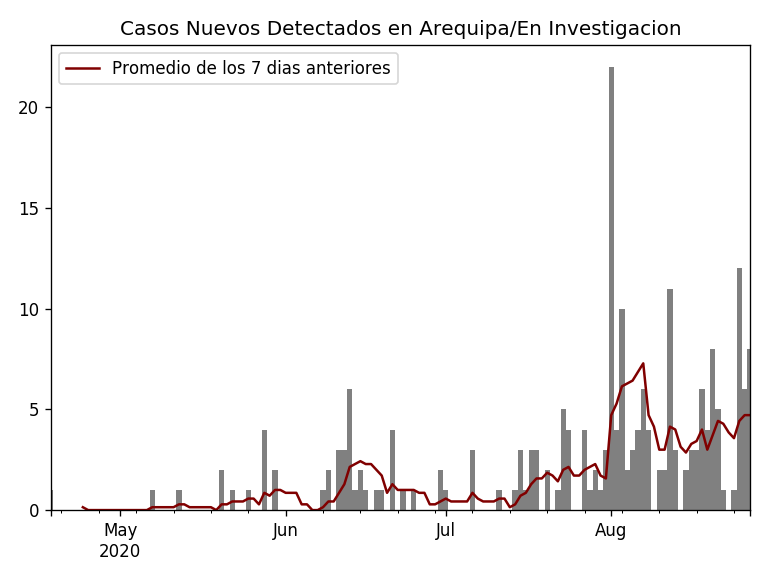 Casos Nuevos Detectados en Arequipa/En Investigacion
Promedio de los 7 dias anteriores
20
15
10
5
0
May
2020
Jun
Jul
Aug